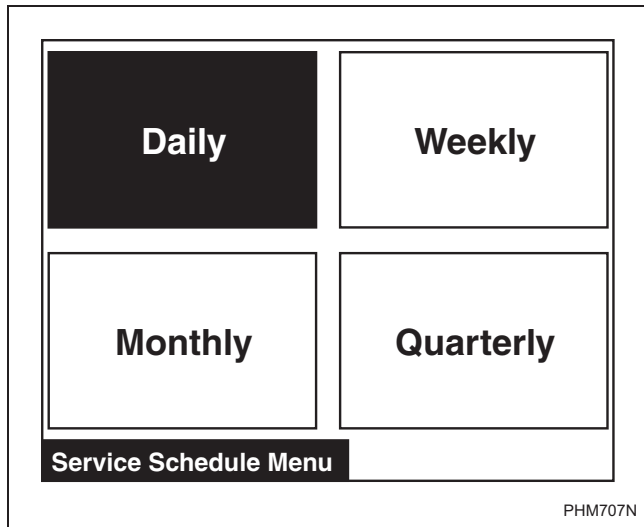 Daily
Weekly
Monthly
Quarterly
Service Schedule Menu
PHM707N